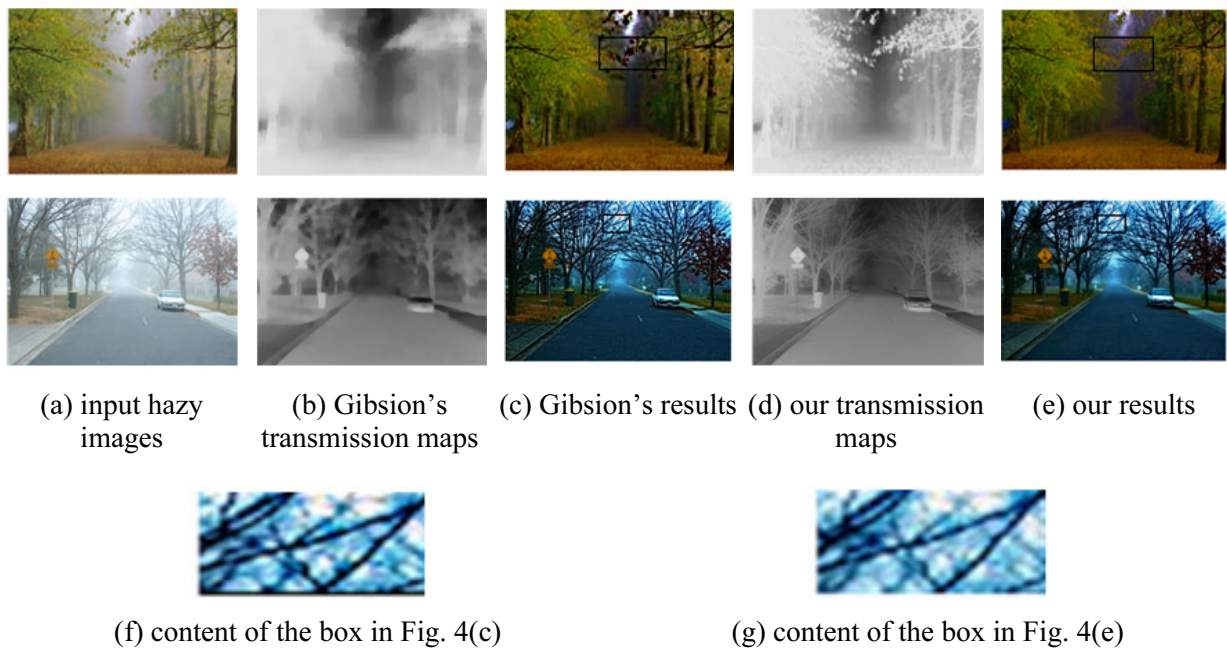 (a) input hazy
images
(b) Gibsion's
transmission maps
(c) Gibsion's results
(d) our transmission
maps
(e) our results
(f) content of the box in Fig. 4(c)
(g) content of the box in Fig. 4(e)